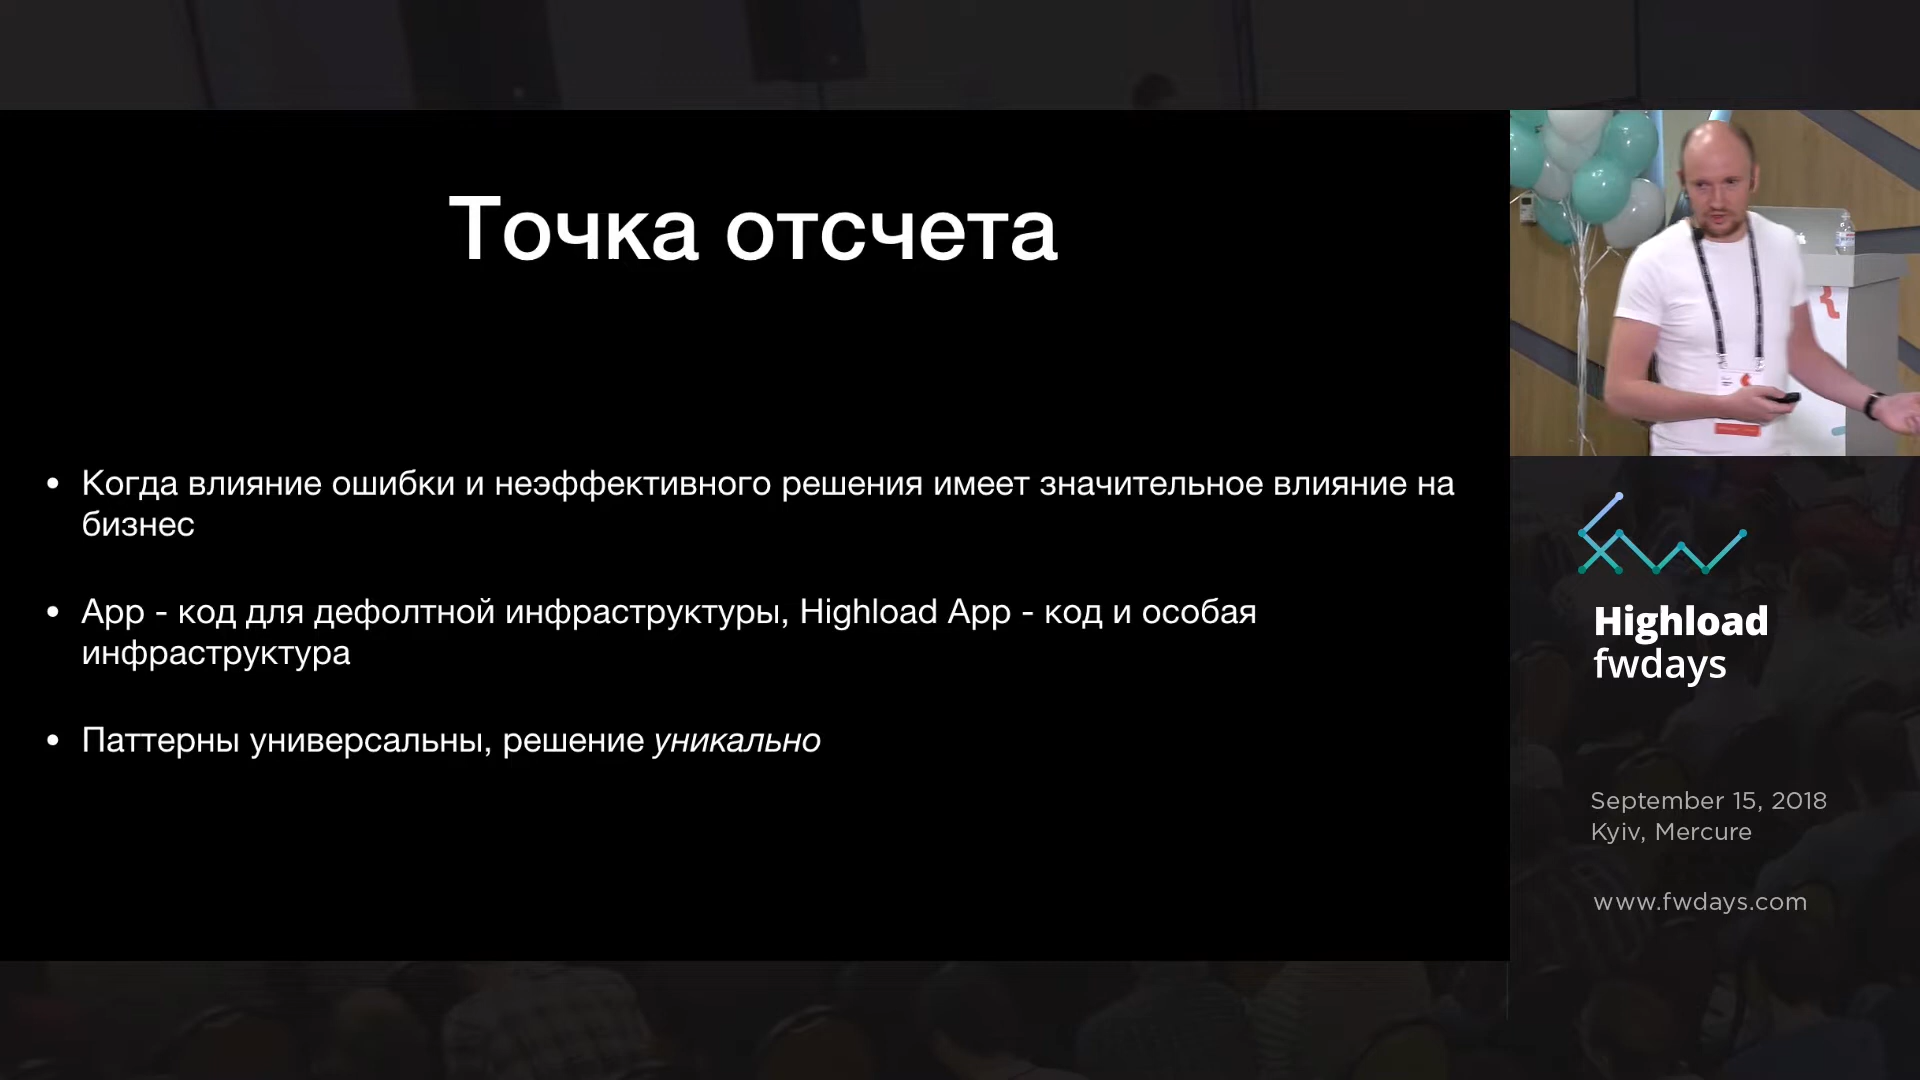 Точка отсчета
• Когда влияние ошибки и неэффективного решения имеет значительное влияние на
бизнес
• App - код для дефолтной инфраструктуры, Highload App - код и особая
инфраструктура
• Паттерны универсальны, решение уникально
Highload
fwdays
September 15, 2018
Kyiv, Mercure
www.fwdays.com